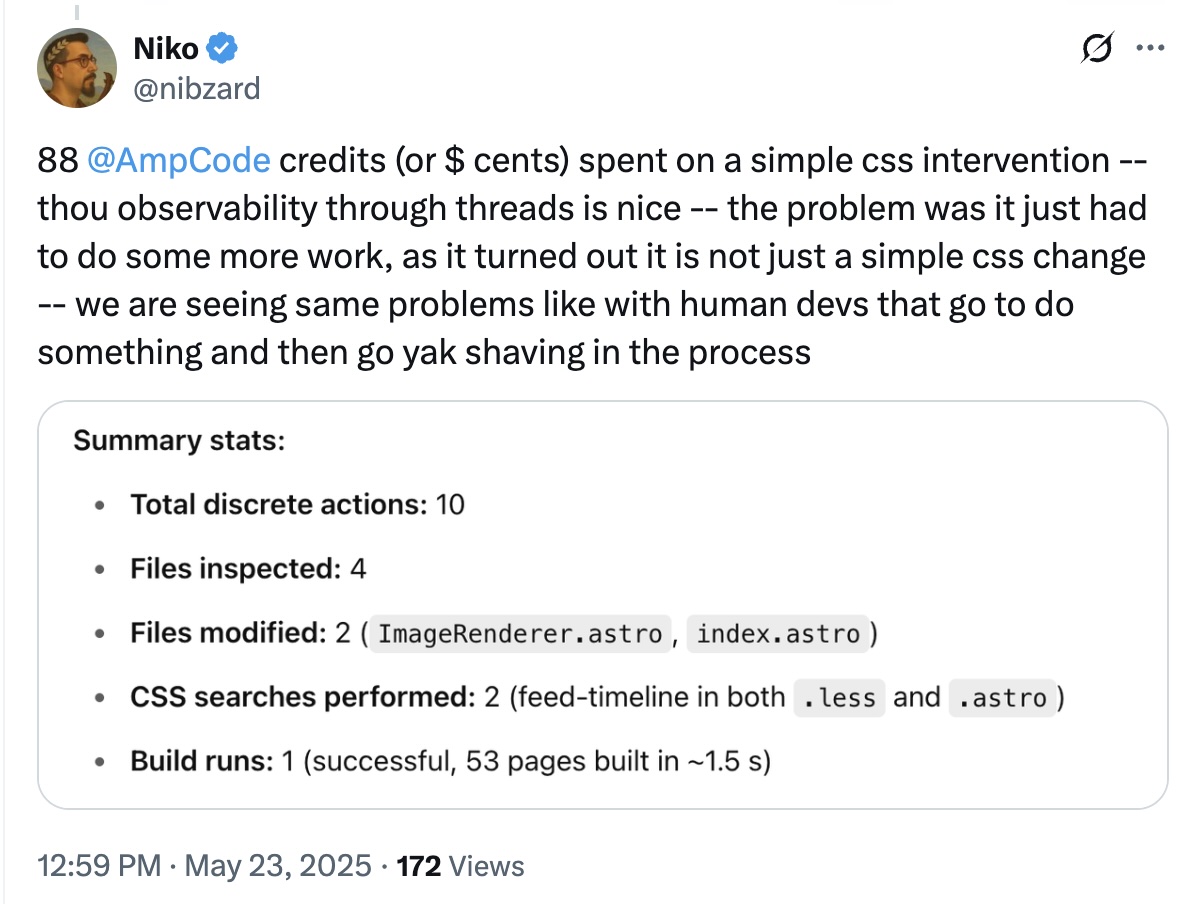 Niko
@nibzard
88 @AmpCode credits (or $ cents) spent on a simple css intervention --
thou observability through threads is nice -- the problem was it just had
to do some more work, as it turned out it is not just a simple css change
-- we are seeing same problems like with human devs that go to do
something and then go yak shaving in the process
Summary stats:
• Total discrete actions: 10
• Files inspected: 4
• Files modified: 2 ( ImageRenderer.astro , index.astro )
• CSS searches performed: 2 (feed-timeline in both .less and .astro )
• Build runs: 1 (successful, 53 pages built in ~1.5 s)
12:59 PM · May 23, 2025 · 172 Views